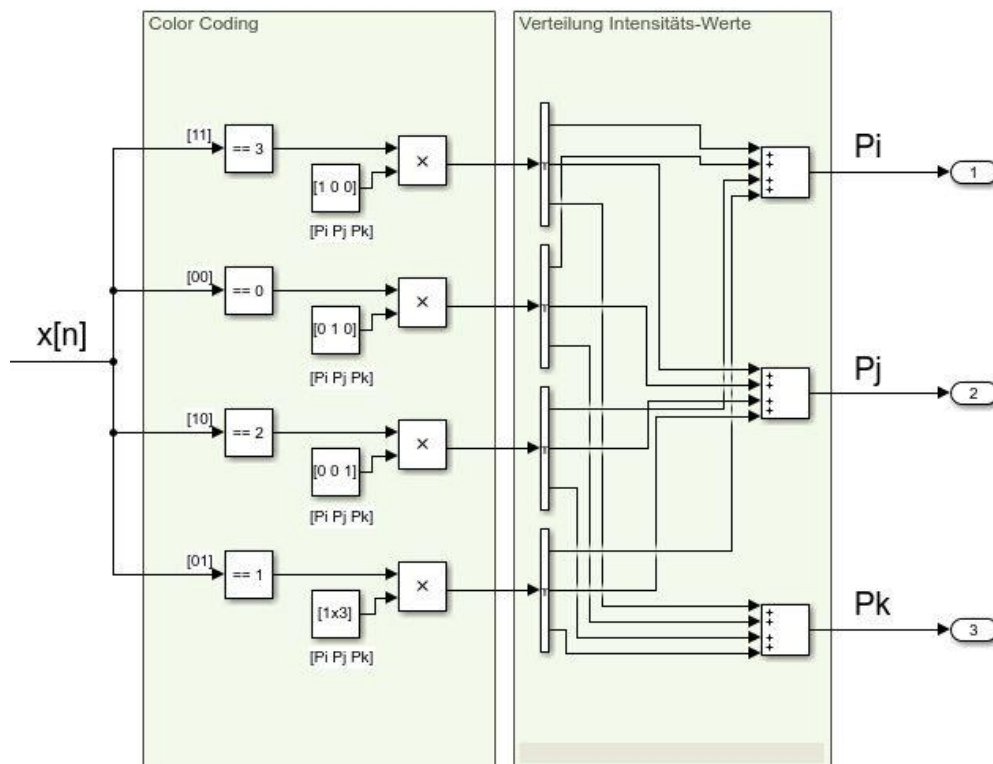 Color Coding
Verteilung Intensitäts-Werte
[11]
== 3
×
[1 0 0]
[Pi Pj Pk]
+
+
+
+
Pi
1
[00]
== 0
×
[0 1 0]
[Pi Pj Pk]
x[n]
[10]
== 2
×
[0 0 1]
[Pi Pj Pk]
+
+
+
+
Pj
2
[01]
== 1
×
[1x3]
[Pi Pj Pk]
+
+
+
+
Pk
3